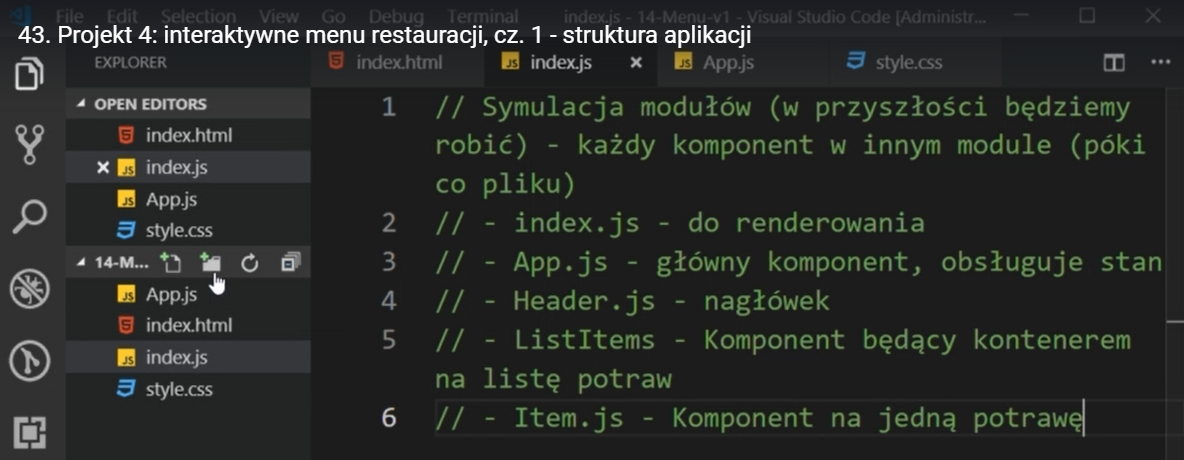 File Edit Selection View Go Debug Terminal index.js - 14-Menu-v1 - Visual Studio Code [Administr...
43. Projekt 4: interaktywne menu restauracji, cz. 1 - struktura aplikacji
EXPLORER
index.html
index.js
App.js
style.css
OPEN EDITORS
index.html
index.js
App.js
style.css
14-M...
App.js
index.html
index.js
style.css
1 // Symulacja modułów (w przyszłości będziemy
robić) - każdy komponent w innym module (póki
co pliku)
2 // - index.js - do renderowania
3 // - App.js - główny komponent, obsługuje stan
4 // - Header.js - nagłówek
5 // - ListItems - Komponent będący kontenerem
na listę potraw
6 // - Item.js - Komponent na jedną potrawę